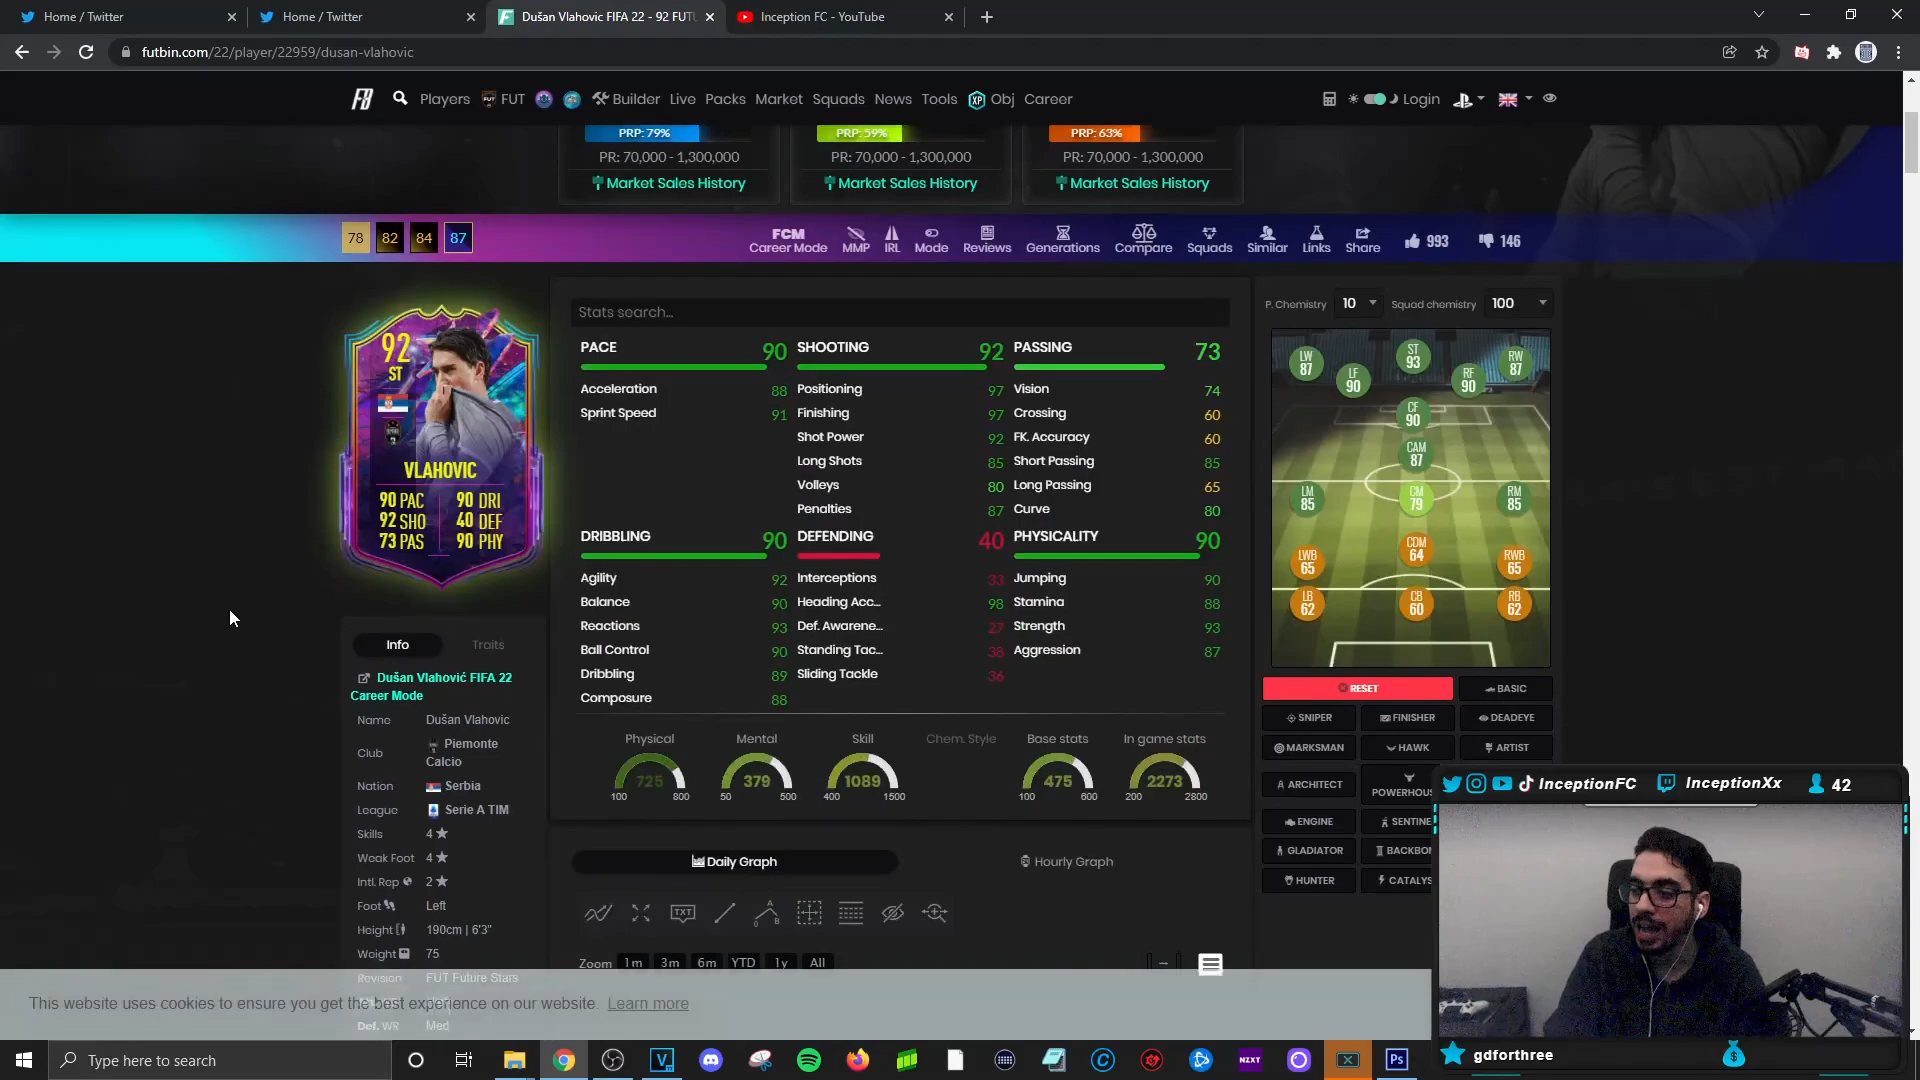 Home / Twitter
Home / Twitter
Dušan Vlahovic FIFA 22 - 92 FUT
Inception FC - YouTube
futbin.com/22/player/22959/dusan-vlahovic
Players FUT Builder Live Packs Market Squads News Tools XP Obj Career Login
PRP: 79% PRP: 59% PRP: 63%
PR: 70,000 - 1,300,000 PR: 70,000 - 1,300,000 PR: 70,000 - 1,300,000
Market Sales History Market Sales History Market Sales History
78 82 84 87
FCM
Career Mode MMP IRL Mode Reviews Generations Compare Squads Similar Links Share 993 146
92
ST
VLAHOVIC
90 PAC 90 DRI
92 SHO 40 DEF
73 PAS 90 PHY
Stats search...
PACE 90 SHOOTING 92 PASSING 73
Acceleration 88 Positioning 97 Vision 74
Sprint Speed 91 Finishing 97 Crossing 60
Shot Power 92 FK. Accuracy 60
Long Shots 85 Short Passing 85
Volleys 80 Long Passing 65
Penalties 87 Curve 80
DRIBBLING 90 DEFENDING 40 PHYSICALITY 90
Agility 92 Interceptions 33 Jumping 90
Balance 90 Heading Acc... 98 Stamina 88
Reactions 93 Def. Awarene... 27 Strength 93
Ball Control 90 Standing Tac... 38 Aggression 87
Dribbling 89 Sliding Tackle 36
Composure 88
Physical Mental Skill Chem. Style Base stats In game stats
725 379 1089 475 2273
100 800 50 500 400 1500 100 600 200 2800
P. Chemistry 10 Squad chemistry 100
LW 87 ST 93 RW 87
LF 90 RF 90
CF 90
CAM 87
LM 85 CM 79 RM 85
CDM 64
LWB 65 RWB 65
LB 62 CB 60 RB 62
RESET BASIC
SNIPER FINISHER DEADEYE
MARKSMAN HAWK ARTIST
ARCHITECT POWERHOUS
ENGINE SENTINE
GLADIATOR BACKBON
HUNTER CATALYS
Info Traits
Dušan Vlahović FIFA 22
Career Mode
Name Dušan Vlahovic
Club Piemonte
Calcio
Nation Serbia
League Serie A TIM
Skills 4
Weak Foot 4
Intl. Rep 2
Foot Left
Height 190cm | 6'3"
Weight 75
Revision FUT Future Stars
Def. WR Med
Daily Graph Hourly Graph
TXT
Zoom 1m 3m 6m YTD 1y All
This website uses cookies to ensure you get the best experience on our website. Learn more
InceptionFC InceptionXx 42
gdforthree
Type here to search
NZXT
Ps